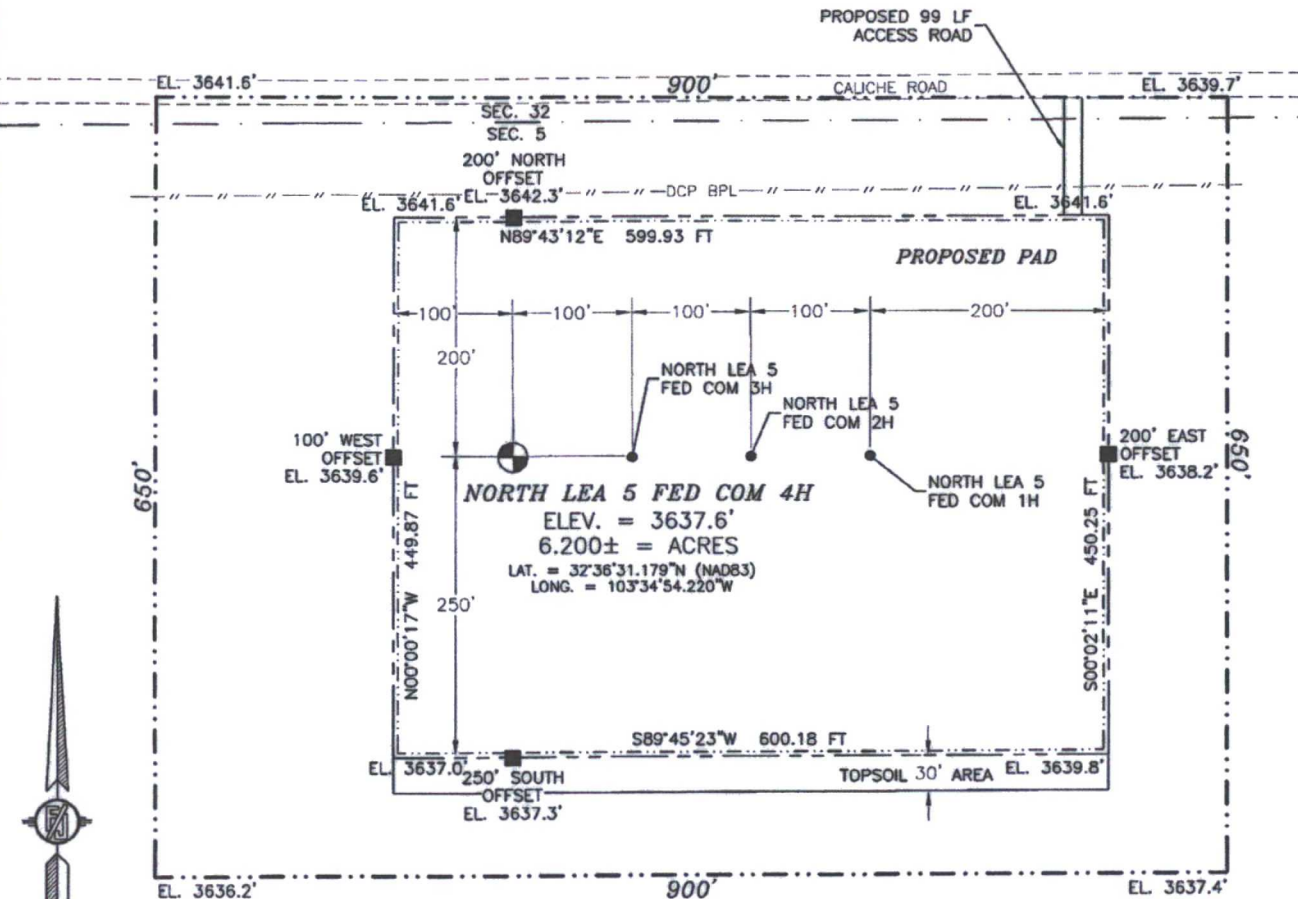 PROPOSED 99 LF
ACCESS ROAD
EL. 3641.6'
900'
CALICHE ROAD
EL. 3639.7'
SEC. 32
SEC. 5
200' NORTH
OFFSET
EL. 3642.3'
DCP BPL
EL. 3641.6'
EL. 3641.6'
N89°43'12"E 599.93 FT
PROPOSED PAD
100'
100'
100'
100'
200'
200'
NORTH LEA 5
FED COM 3H
NORTH LEA 5
FED COM 2H
100' WEST
OFFSET
EL. 3639.6'
200' EAST
OFFSET
EL. 3638.2'
650'
650'
NORTH LEA 5
FED COM 1H
NORTH LEA 5 FED COM 4H
ELEV. = 3637.6'
6.200± = ACRES
LAT. = 32°36'31.179"N (NAD83)
LONG. = 103°34'54.220"W
N00°00'17"W 449.87 FT
250'
S00°02'11"E 450.25 FT
S89°45'23"W 600.18 FT
EL. 3637.0'
250' SOUTH
OFFSET
EL. 3637.3'
TOPSOIL 30' AREA
EL. 3639.8'
EL. 3636.2'
900'
EL. 3637.4'